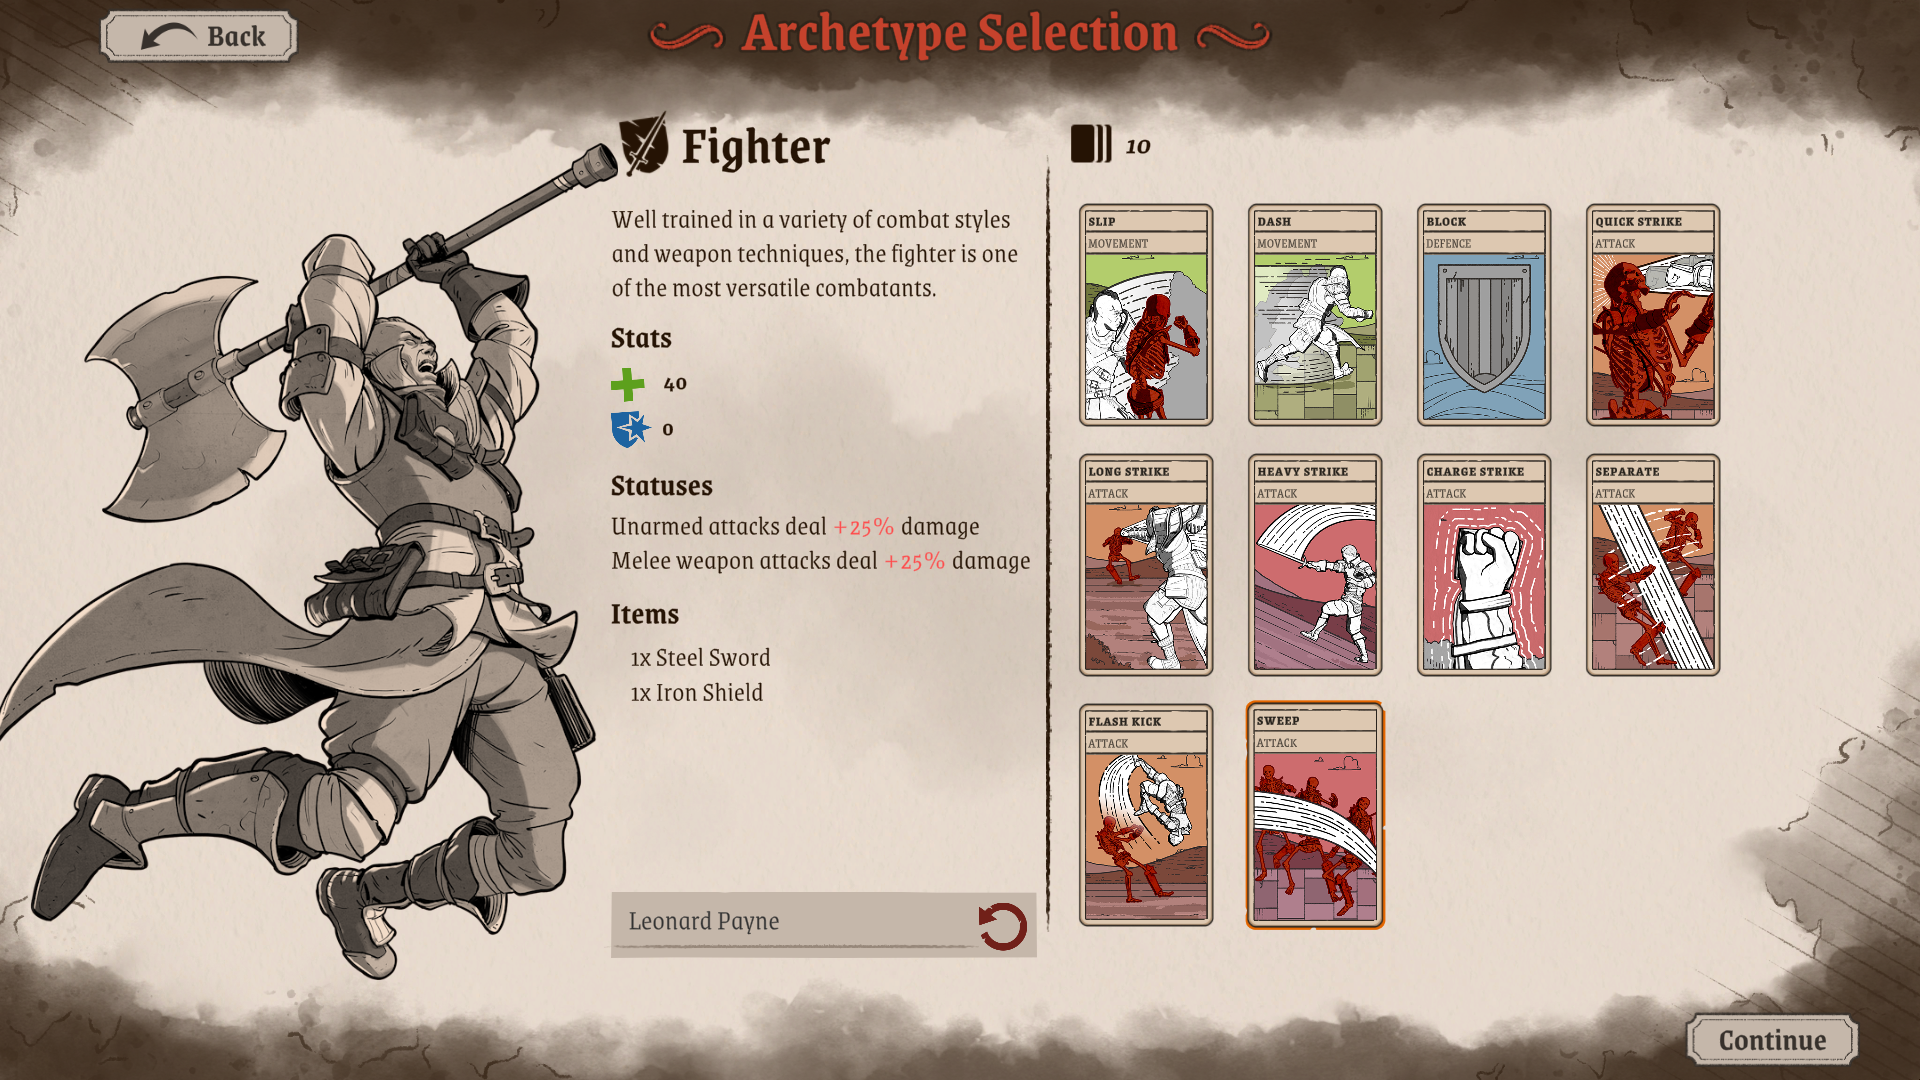 Back
Archetype Selection
Fighter
Well trained in a variety of combat styles
and weapon techniques, the fighter is one
of the most versatile combatants.
Stats
40
0
Statuses
Unarmed attacks deal +25% damage
Melee weapon attacks deal +25% damage
Items
1x Steel Sword
1x Iron Shield
Leonard Payne
10
SLIP
MOVEMENT
DASH
MOVEMENT
BLOCK
DEFENCE
QUICK STRIKE
ATTACK
LONG STRIKE
ATTACK
HEAVY STRIKE
ATTACK
CHARGE STRIKE
ATTACK
SEPARATE
ATTACK
FLASH KICK
ATTACK
SWEEP
ATTACK
Continue